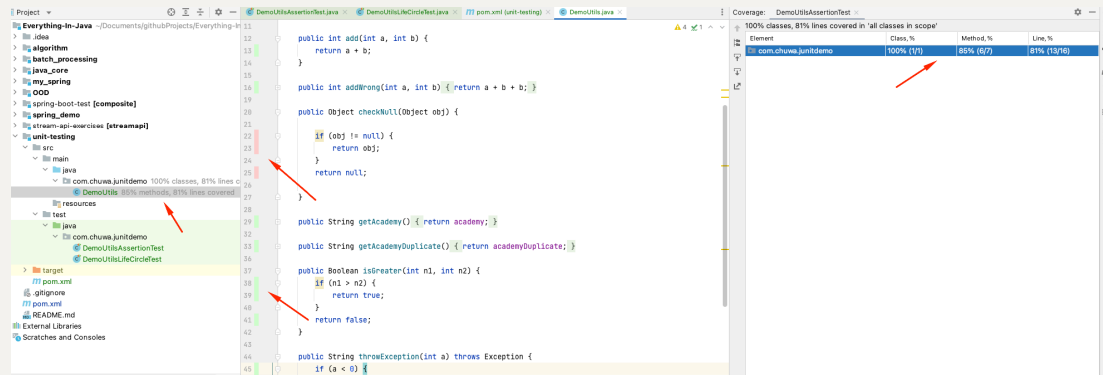 Project
DemoUtilsAssertionTest.java
DemoUtilsLifeCircleTest.java
pom.xml (unit-testing)
DemoUtils.java
Coverage: DemoUtilsAssertionTest
Everything-In-Java ~/Documents/githubProjects/Everything-In-
.idea
algorithm
batch_processing
java_core
my_spring
OOD
spring-boot-test [composite]
spring_demo
stream-api-exercises [streamapi]
unit-testing
src
main
java
com.chuwa.junitdemo 100% classes, 81% lines c
DemoUtils 85% methods, 81% lines covered
resources
test
java
com.chuwa.junitdemo
DemoUtilsAssertionTest
DemoUtilsLifeCircleTest
target
pom.xml
.gitignore
pom.xml
README.md
External Libraries
Scratches and Consoles
4 1
11
12 public int add(int a, int b) {
13 return a + b;
14 }
15
16 public int addWrong(int a, int b) { return a + b + b; }
19
20 public Object checkNull(Object obj) {
21
22 if (obj != null) {
23 return obj;
24 }
25 return null;
26
27 }
28
29 public String getAcademy() { return academy; }
32
33 public String getAcademyDuplicate() { return academyDuplicate; }
36
37 public Boolean isGreater(int n1, int n2) {
38 if (n1 > n2) {
39 return true;
40 }
41 return false;
42 }
43
44 public String throwException(int a) throws Exception {
45 if (a < 0) {
100% classes, 81% lines covered in 'all classes in scope'
Element Class, % Method, % Line, %
com.chuwa.junitdemo 100% (1/1) 85% (6/7) 81% (13/16)